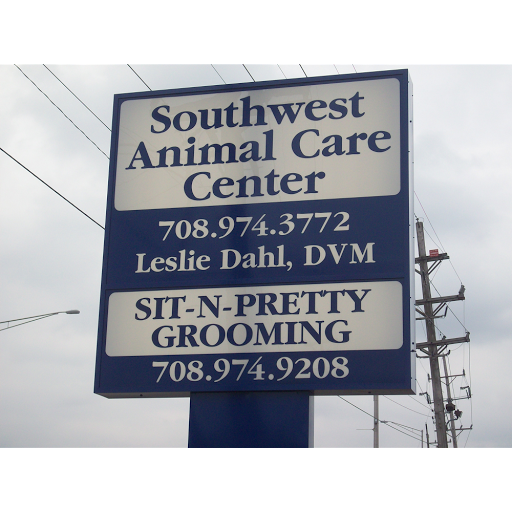 Southwest
Animal Care
Center
708.974.3772
Leslie Dahl, DVM
SIT-N-PRETTY
GROOMING
708.974.9208